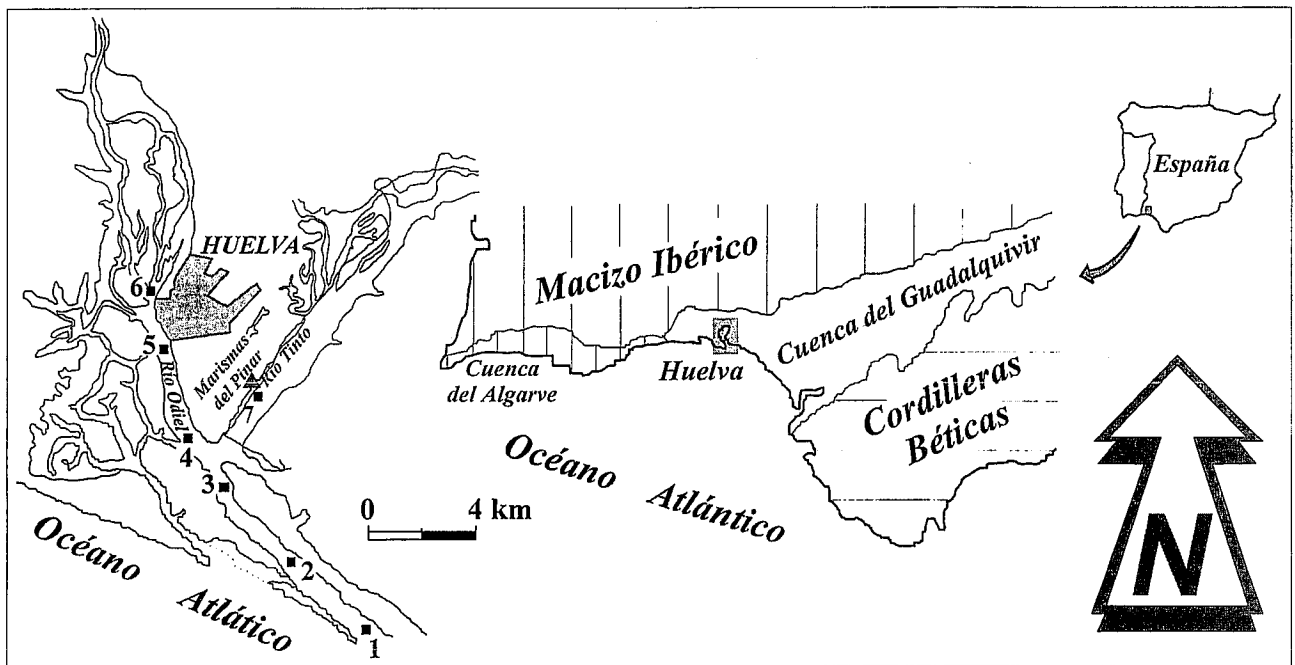 HUELVA
6
5
Río Odiel
Marismas
del Pinar
Río Tinto
7
4
3
2
1
0 4 km
Océano
Atlático
Macizo Ibérico
Cuenca del Guadalquivir
Cuenca
del Algarve
Huelva
Cordilleras
Béticas
Océano
Atlántico
España
N